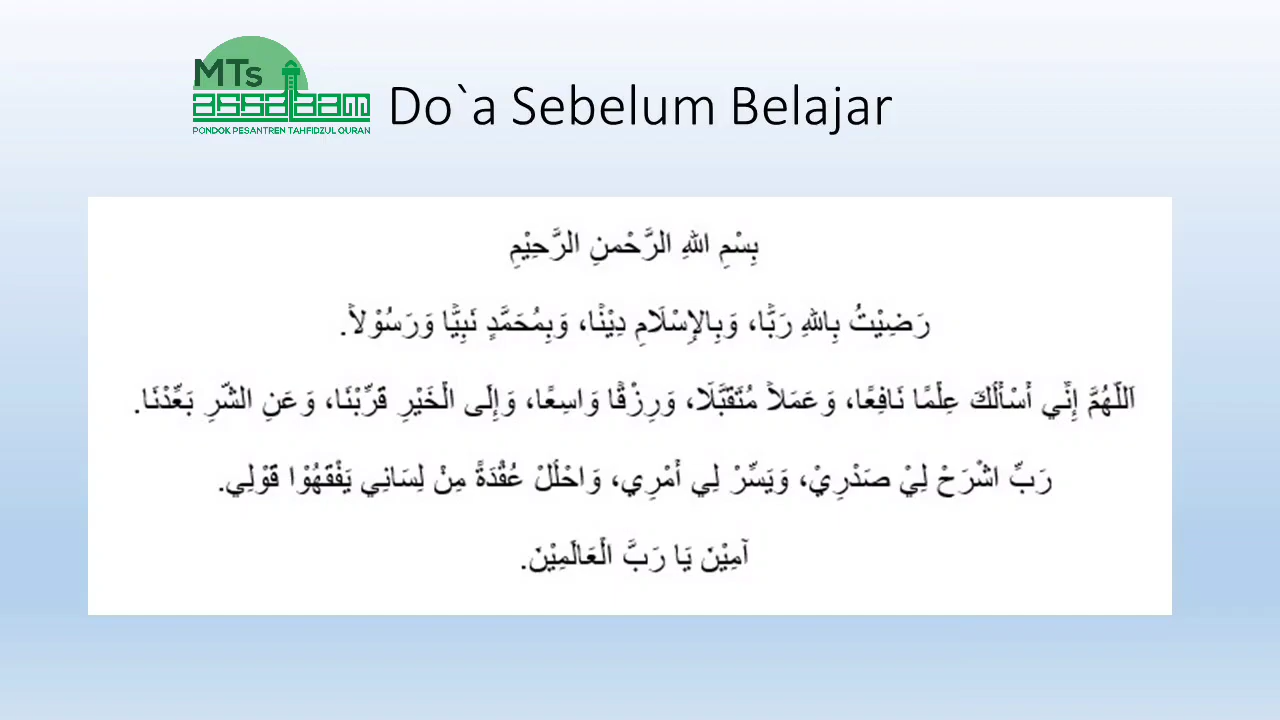 MTs
assalaam
PONDOK PESANTREN TAHFIDZUL QURAN
Do`a Sebelum Belajar
بِسْمِ اللهِ الرَّحْمنِ الرَّحِيْمِ
رَضِيْتُ بِاللهِ رَبًّا، وَبِالإِسْلَامِ دِيْنًا، وَبِمُحَمَّدٍ نَبِيًّا وَرَسُوْلاً.
اَللّهُمَّ إِنِّي أَسْأَلُكَ عِلْمًا نَافِعًا، وَعَمَلاً مُتَقَبَّلَا، وَرِزْقًا وَاسِعًا، وَإِلَى الْخَيْرِ قَرِّبْنَا، وَعَنِ الشّرِ بَعِّدْنَا.
رَبِّ اشْرَحْ لِيْ صَدْرِيْ، وَيَسِّرْ لِي أَمْرِي، وَاحْلُلْ عُقْدَةً مِنْ لِسَانِي يَفْقَهُوْا قَوْلِي.
آمِيْنَ يَا رَبَّ الْعَالَمِيْنَ.